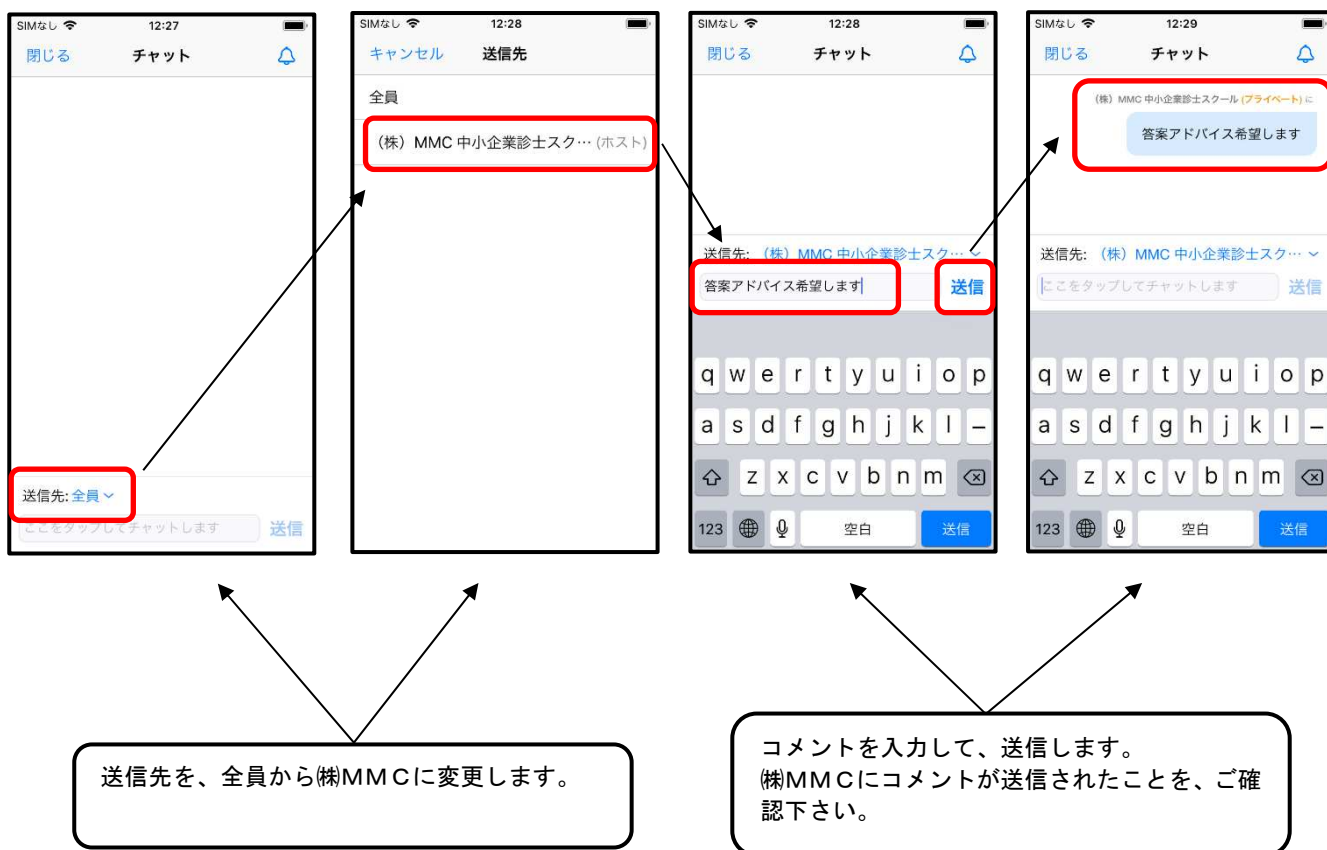 SIMなし 12:27
閉じる チャット
送信先: 全員
ここをタップしてチャットします 送信
SIMなし 12:28
キャンセル 送信先
全員
（株）MMC 中小企業診士スク… (ホスト)
SIMなし 12:28
閉じる チャット
送信先: （株）MMC 中小企業診士スク…
答案アドバイス希望します 送信
q w e r t y u i o p
a s d f g h j k l –
z x c v b n m
123 空白 送信
SIMなし 12:29
閉じる チャット
（株）MMC 中小企業診士スクール (プライベート) に
答案アドバイス希望します
送信先: （株）MMC 中小企業診士スク…
ここをタップしてチャットします 送信
q w e r t y u i o p
a s d f g h j k l –
z x c v b n m
123 空白 送信
送信先を、全員から㈱ＭＭＣに変更します。
コメントを入力して、送信します。
㈱ＭＭＣにコメントが送信されたことを、ご確
認下さい。